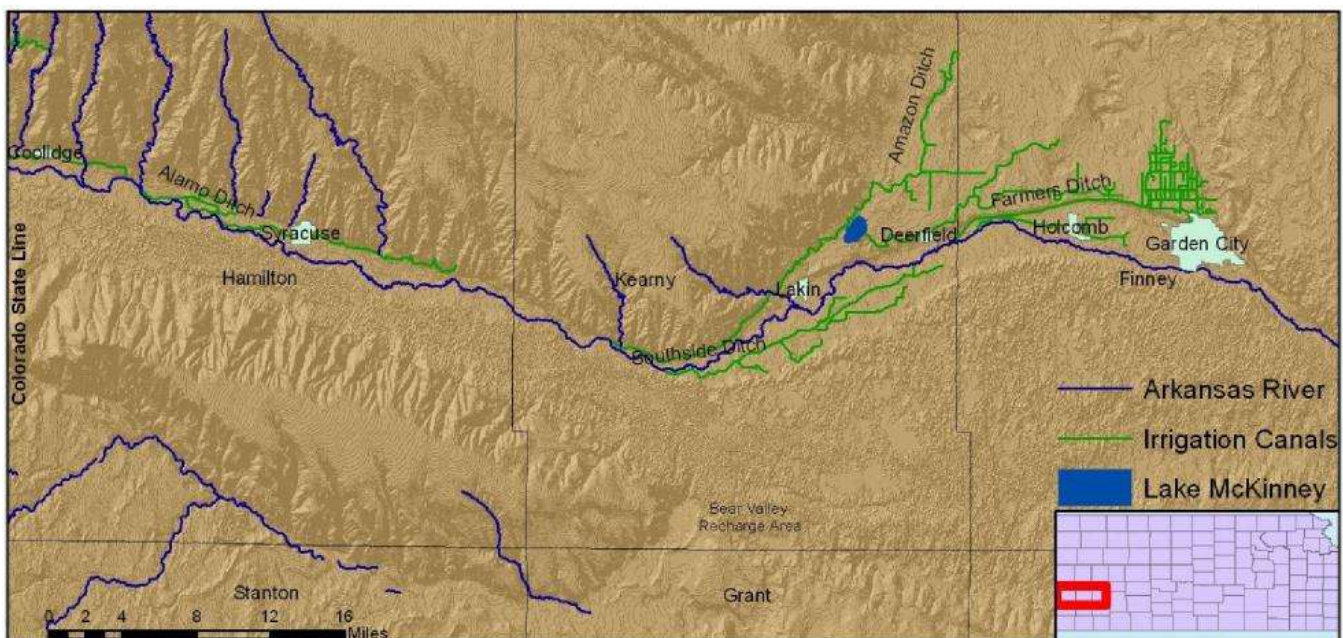 Amazon Ditch
Coolidge
Alamo Ditch
Farmers Ditch
Syracuse
Deerfield
Holcomb
Garden City
Hamilton
Kearny
Lakin
Finney
Colorado State Line
Southside Ditch
Arkansas River
Irrigation Canals
Lake McKinney
Bear Valley
Recharge Area
Stanton
Grant
0 2 4 8 12 16
Miles